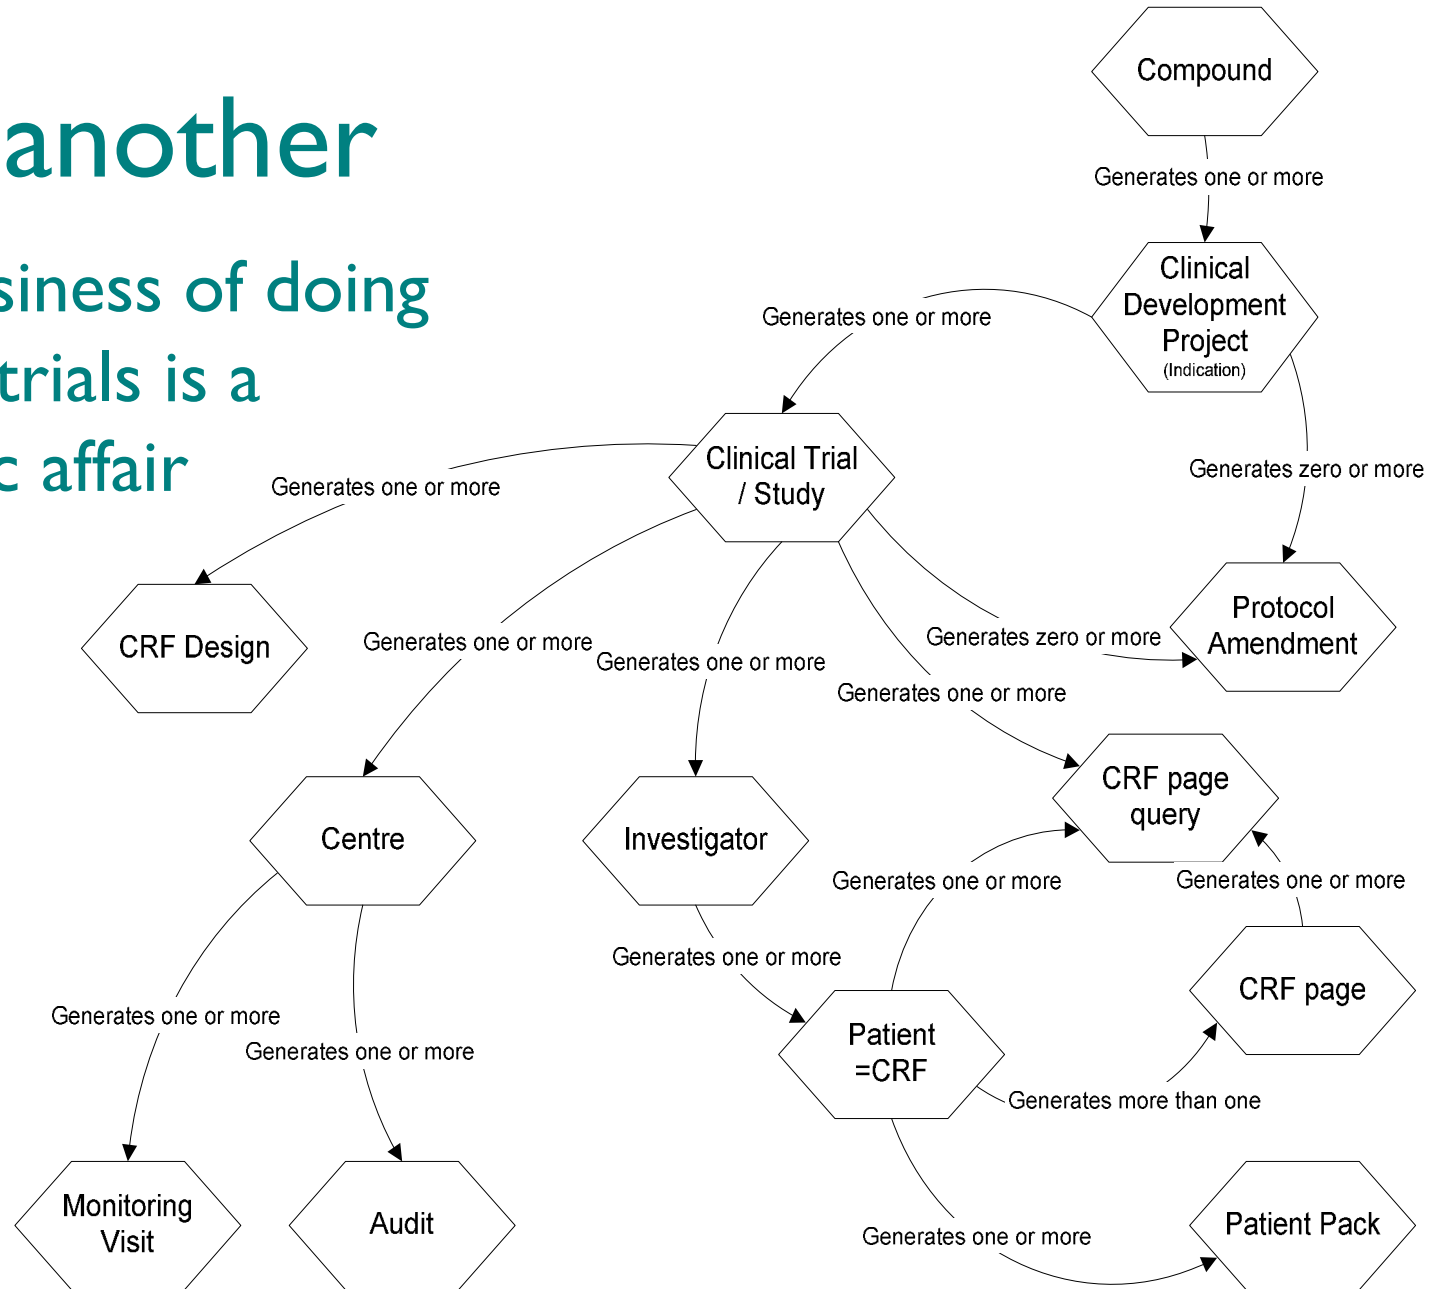 another
siness of doing
trials is a
c affair
Compound
Generates one or more
Clinical
Development
Project
(Indication)
Generates one or more
Generates zero or more
Clinical Trial
/ Study
Generates one or more
CRF Design
Generates one or more
Generates one or more
Generates zero or more
Generates one or more
Protocol
Amendment
Centre
Investigator
CRF page
query
Generates one or more
Generates one or more
Generates one or more
Generates one or more
Generates one or more
Patient
=CRF
CRF page
Generates more than one
Monitoring
Visit
Audit
Generates one or more
Patient Pack